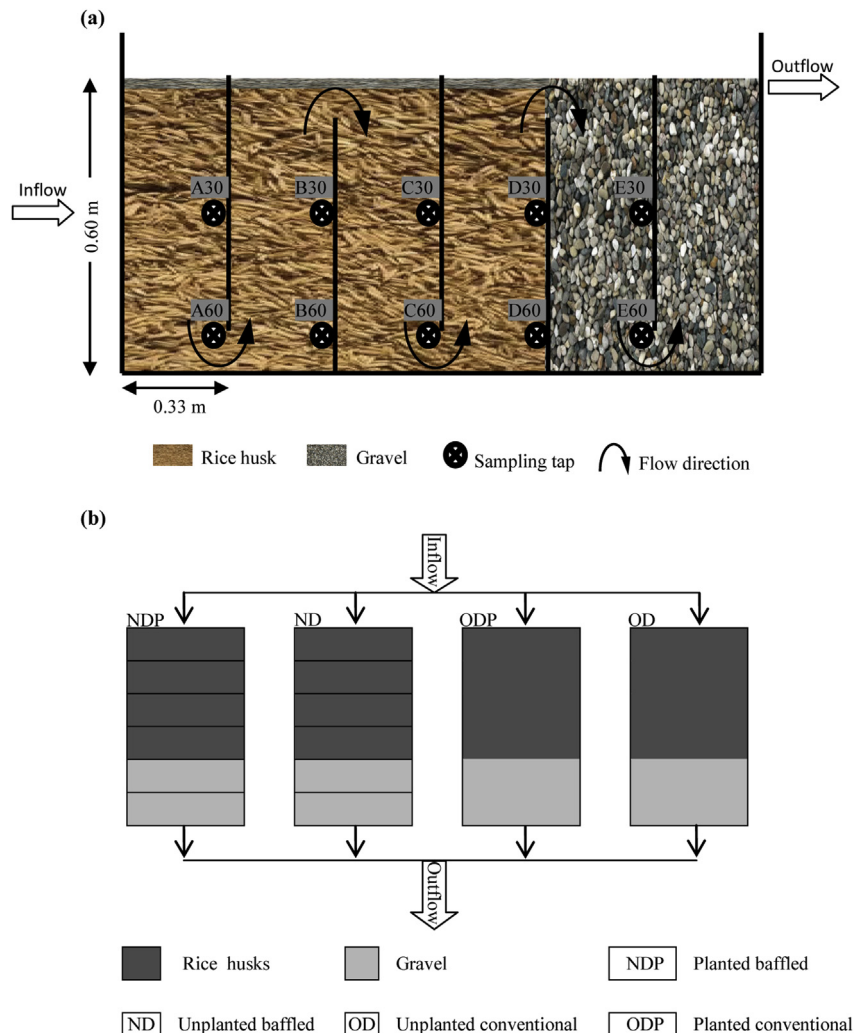 (a)
Outflow
Inflow
0.60 m
A30 B30 C30 D30 E30
A60 B60 C60 D60 E60
0.33 m
Rice husk Gravel Sampling tap Flow direction
(b)
Inflow
NDP ND ODP OD
Outflow
Rice husks Gravel NDP Planted baffled
ND Unplanted baffled OD Unplanted conventional ODP Planted conventional